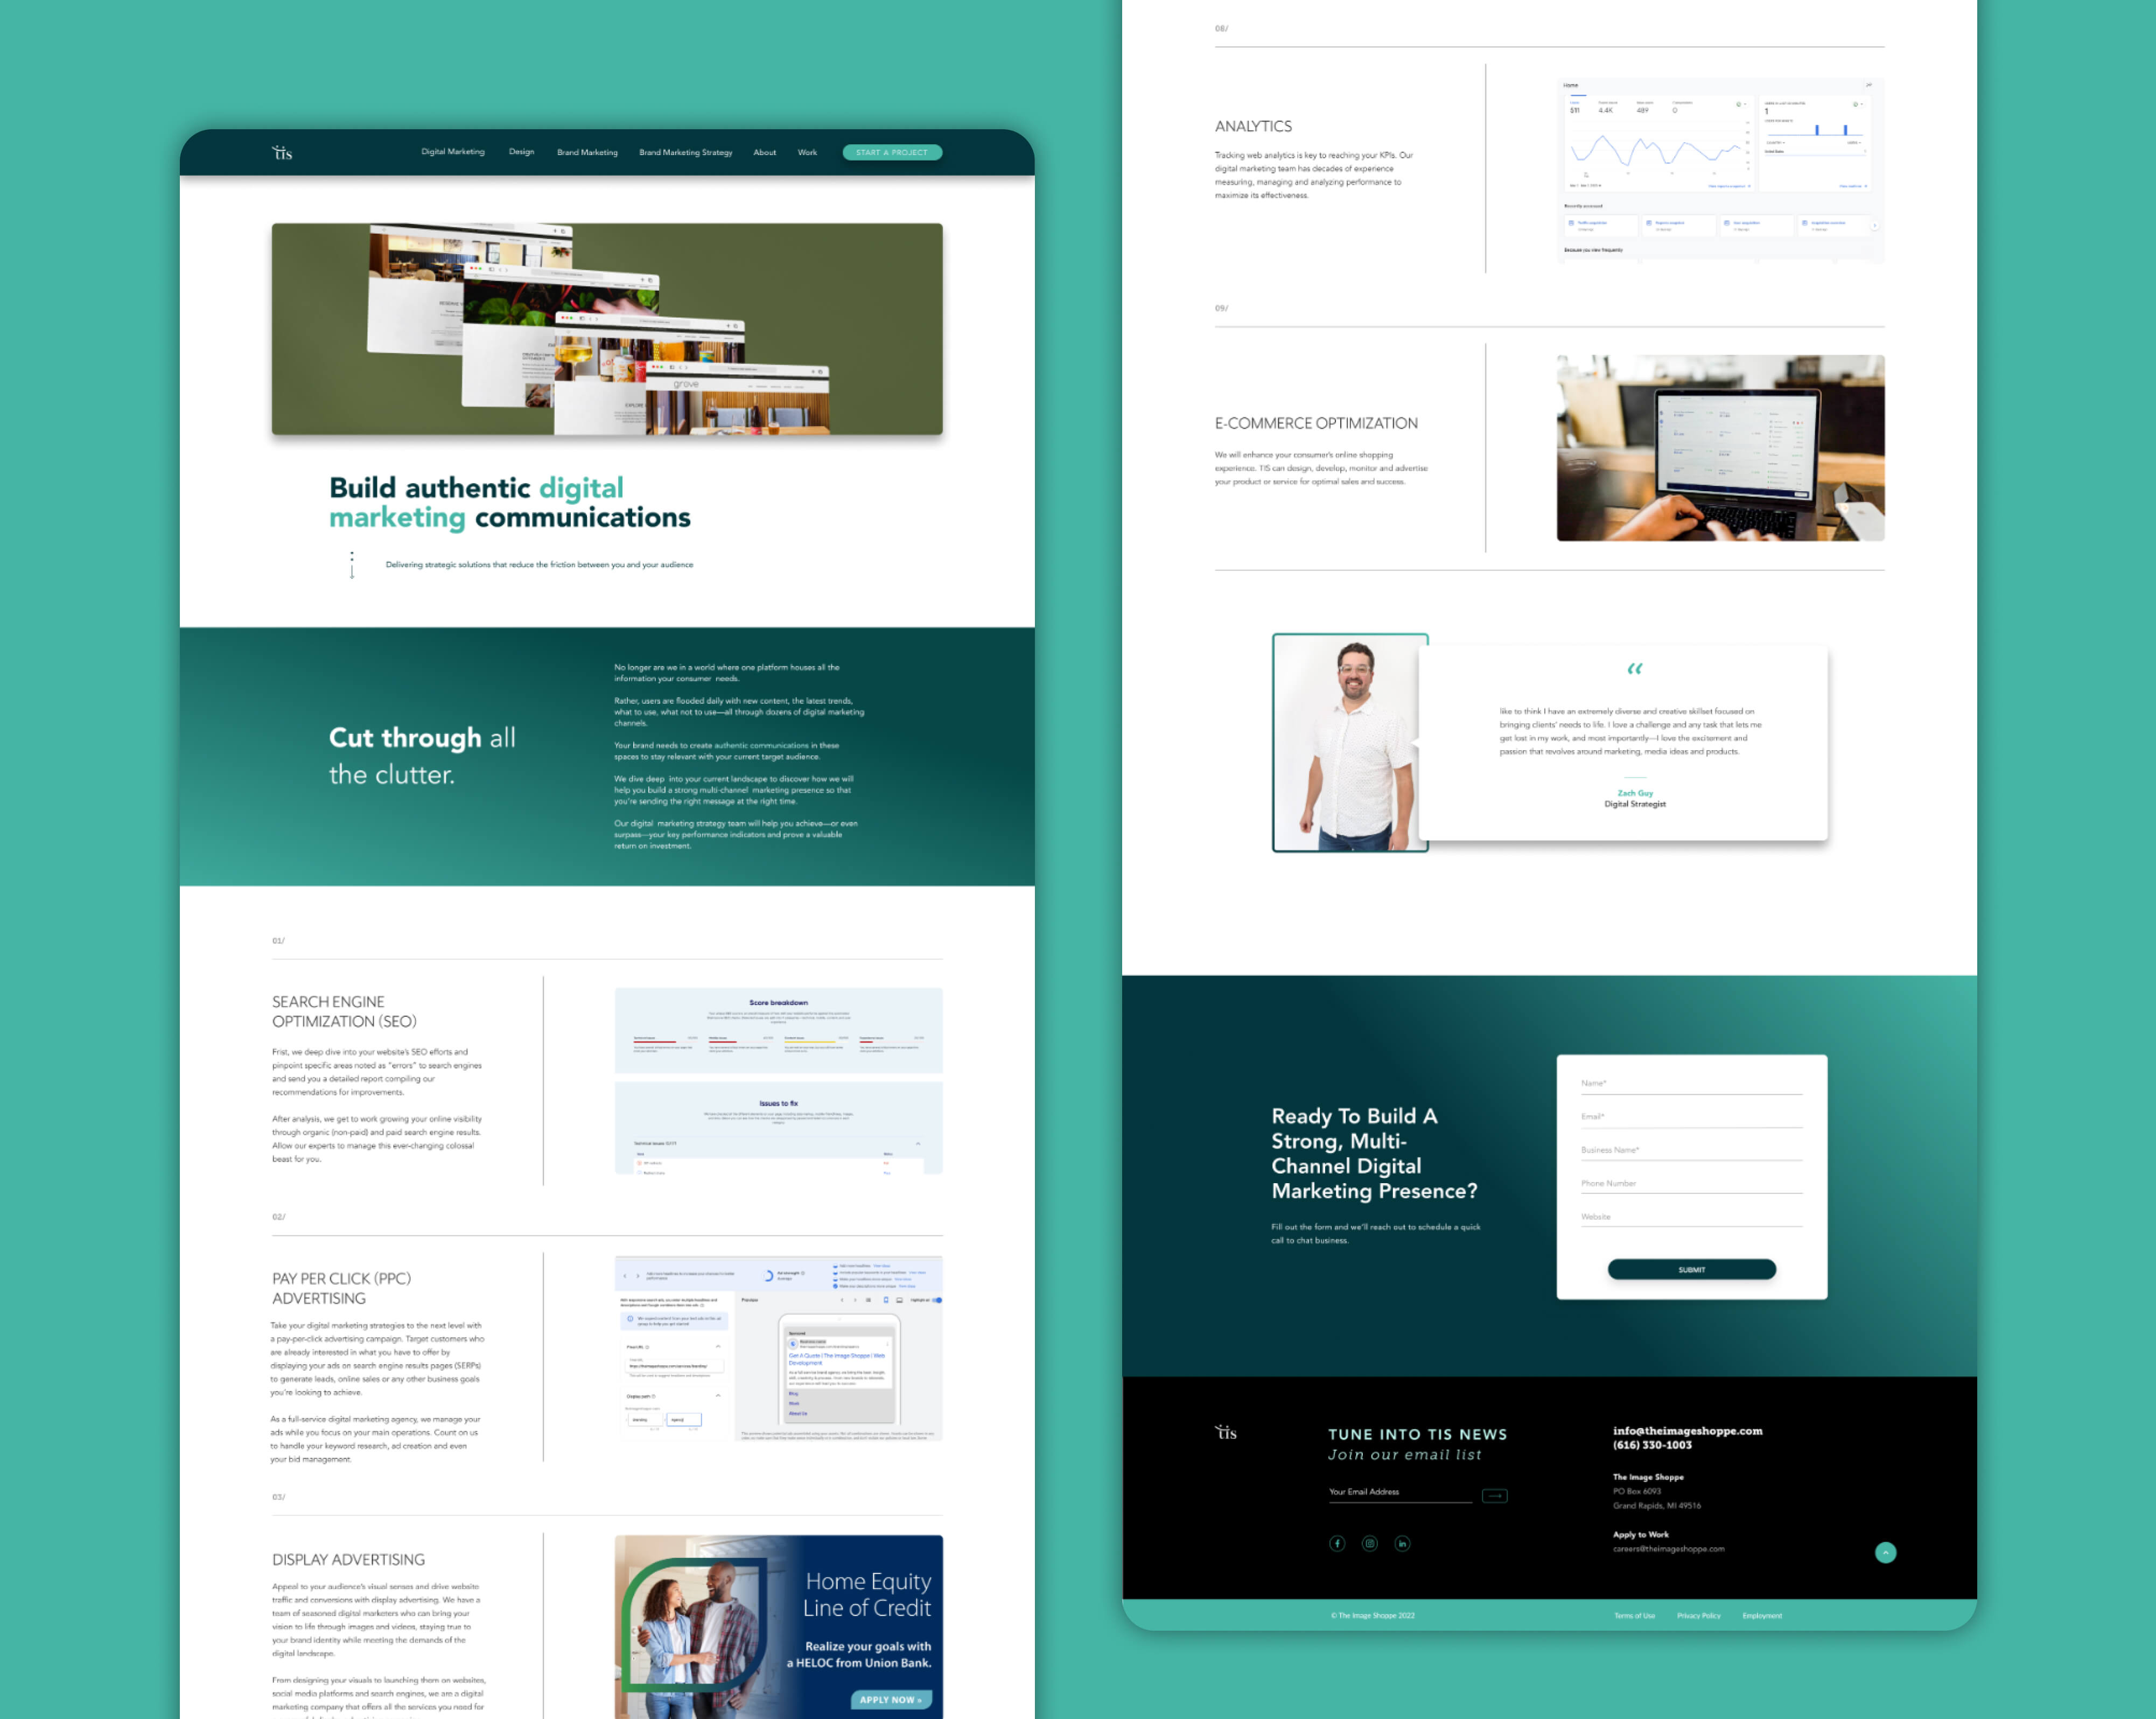 tis
Digital Marketing
Design
Brand Marketing
Brand Marketing Strategy
About
Work
START A PROJECT
grove
Build authentic digital
marketing communications
Delivering strategic solutions that reduce the friction between you and your audience
Cut through all
the clutter.
No longer are we in a world where one platform houses all the
information your consumer needs.
Rather, users are flooded daily with new content, the latest trends,
what to use, what not to use—all through dozens of digital marketing
channels.
Your brand needs to create authentic communications in these
spaces to stay relevant with your current target audience.
We dive deep into your current landscape to discover how we will
help you build a strong multi-channel marketing presence so that
you're sending the right message at the right time.
Our digital marketing strategy team will help you achieve—or even
surpass—your key performance indicators and prove a valuable
return on investment.
01/
SEARCH ENGINE
OPTIMIZATION (SEO)
Frist, we deep dive into your website's SEO efforts and
pinpoint specific areas noted as "errors" to search engines
and send you a detailed report compiling our
recommendations for improvements.
After analysis, we get to work growing your online visibility
through organic (non-paid) and paid search engine results.
Allow our experts to manage this ever-changing colossal
beast for you.
Score breakdown
Issues to fix
02/
PAY PER CLICK (PPC)
ADVERTISING
Take your digital marketing strategies to the next level with
a pay-per-click advertising campaign. Target customers who
are already interested in what you have to offer by
displaying your ads on search engine results pages (SERPs)
to generate leads, online sales or any other business goals
you're looking to achieve.
As a full-service digital marketing agency, we manage your
ads while you focus on your main operations. Count on us
to handle your keyword research, ad creation and even
your bid management.
Preview
Get A Quote | The Image Shoppe | Web
Development
Blog
Work
About Us
03/
DISPLAY ADVERTISING
Appeal to your audience's visual senses and drive website
traffic and conversions with display advertising. We have a
team of seasoned digital marketers who can bring your
vision to life through images and videos, staying true to
your brand identity while meeting the demands of the
digital landscape.
From designing your visuals to launching them on websites,
social media platforms and search engines, we are a digital
marketing company that offers all the services you need for
Home Equity
Line of Credit
Realize your goals with
a HELOC from Union Bank.
APPLY NOW »
08/
ANALYTICS
Tracking web analytics is key to reaching your KPIs. Our
digital marketing team has decades of experience
measuring, managing and analyzing performance to
maximize its effectiveness.
Home
511
4.4K
489
0
1
Recently accessed
Because you view frequently
09/
E-COMMERCE OPTIMIZATION
We will enhance your consumer's online shopping
experience. TIS can design, develop, monitor and advertise
your product or service for optimal sales and success.
“
like to think I have an extremely diverse and creative skillset focused on
bringing clients' needs to life. I love a challenge and any task that lets me
get lost in my work, and most importantly—I love the excitement and
passion that revolves around marketing, media ideas and products.
Zach Guy
Digital Strategist
Ready To Build A
Strong, Multi-
Channel Digital
Marketing Presence?
Fill out the form and we'll reach out to schedule a quick
call to chat business.
Name*
Email*
Business Name*
Phone Number
Website
SUBMIT
tis
TUNE INTO TIS NEWS
Join our email list
Your Email Address
info@theimageshoppe.com
(616) 330-1003
The Image Shoppe
PO Box 6093
Grand Rapids, MI 49516
Apply to Work
careers@theimageshoppe.com
© The Image Shoppe 2022
Terms of Use
Privacy Policy
Employment